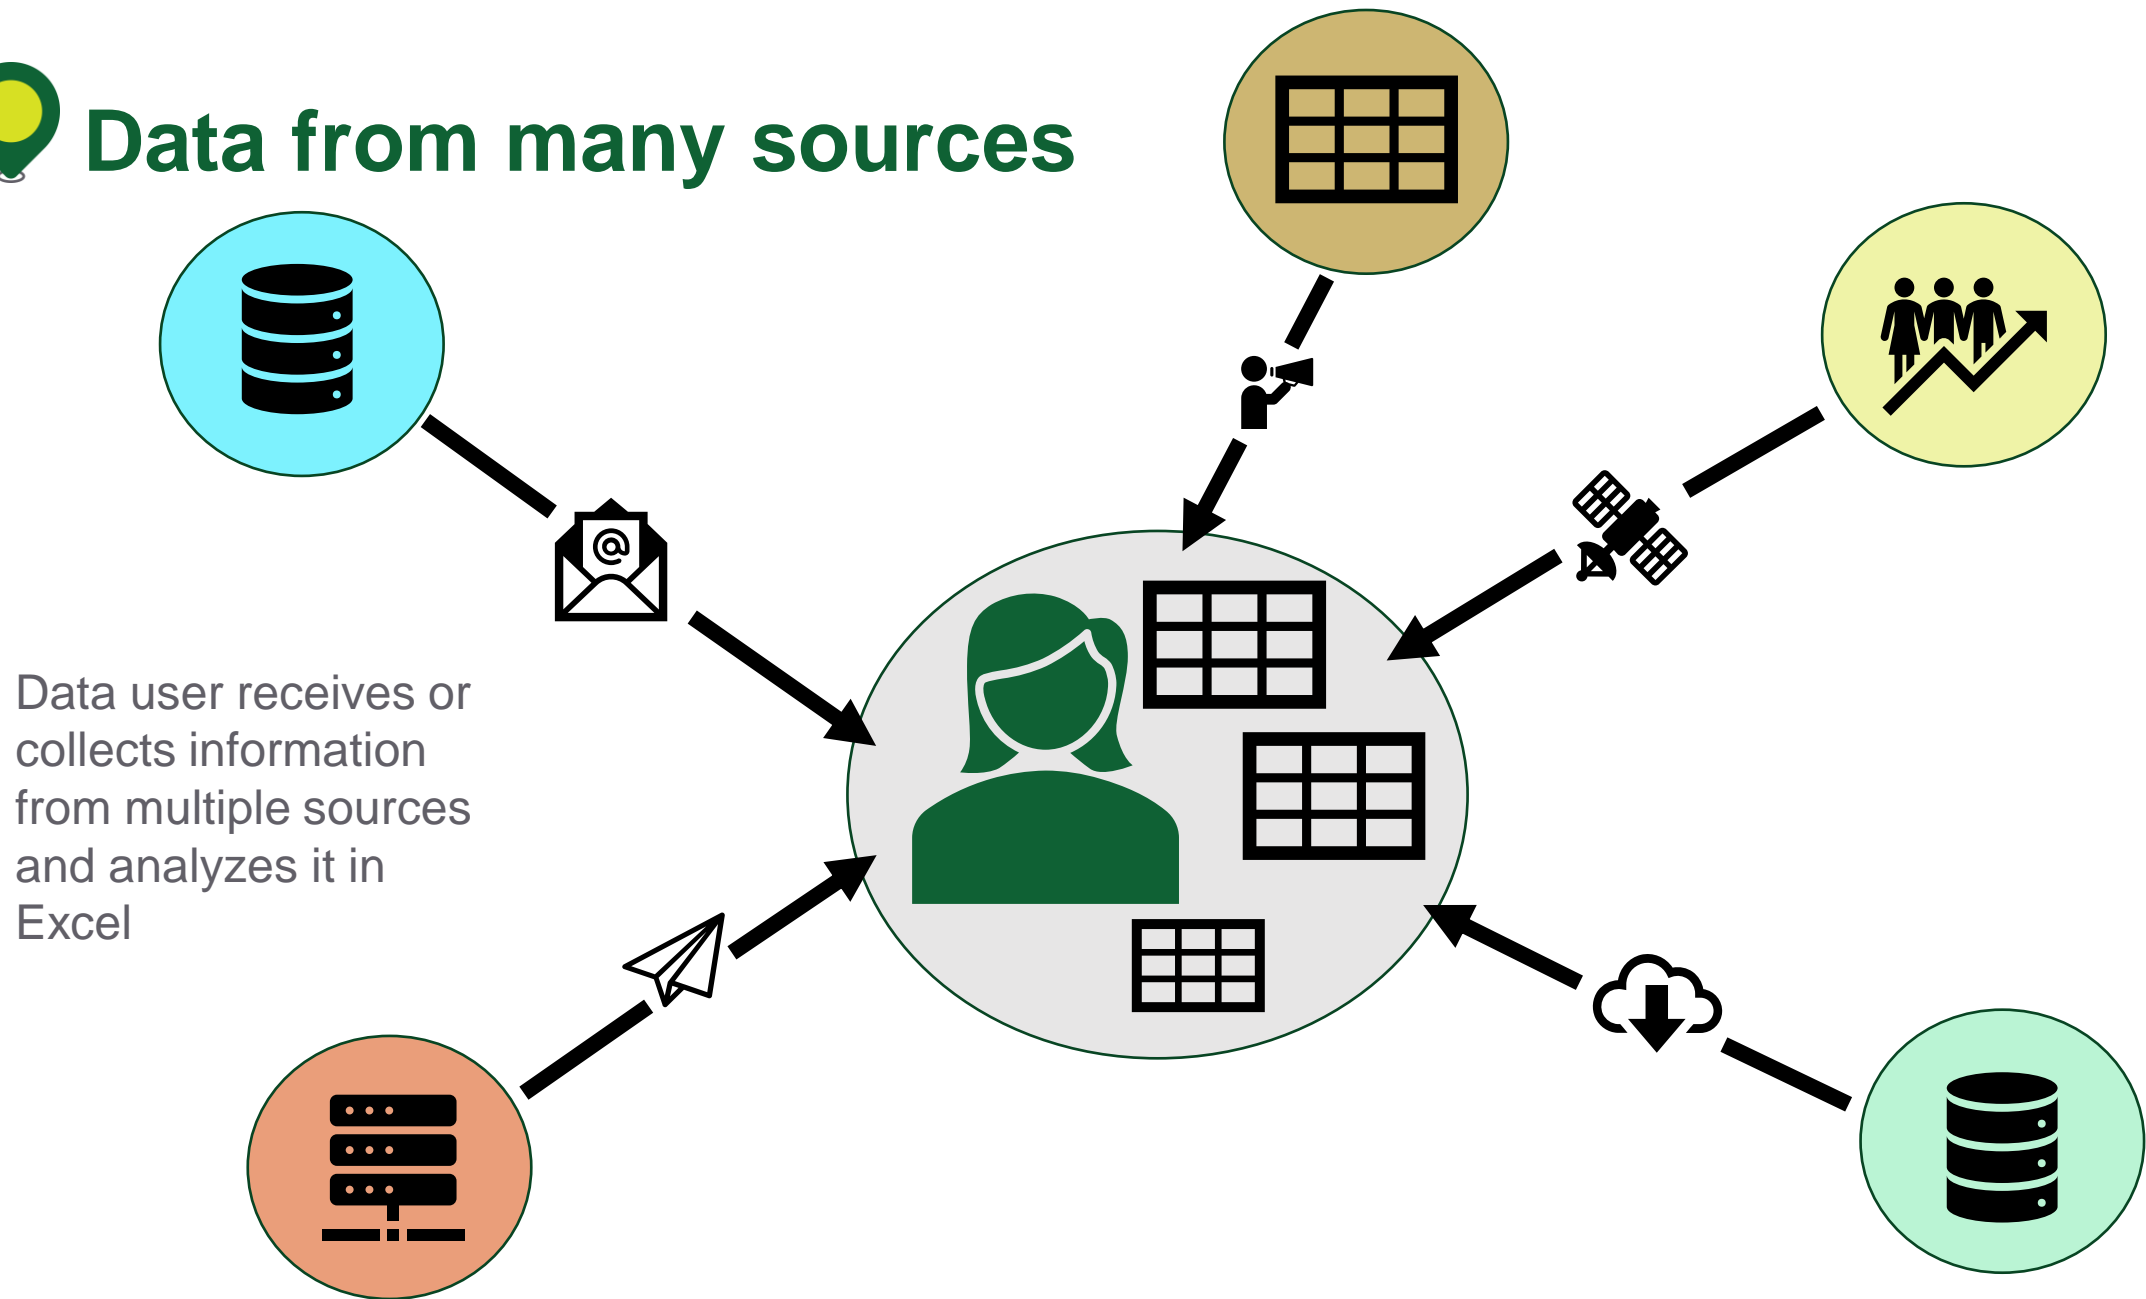 Data from many sources
@
Data user receives or
collects information
from multiple sources
and analyzes it in
Excel